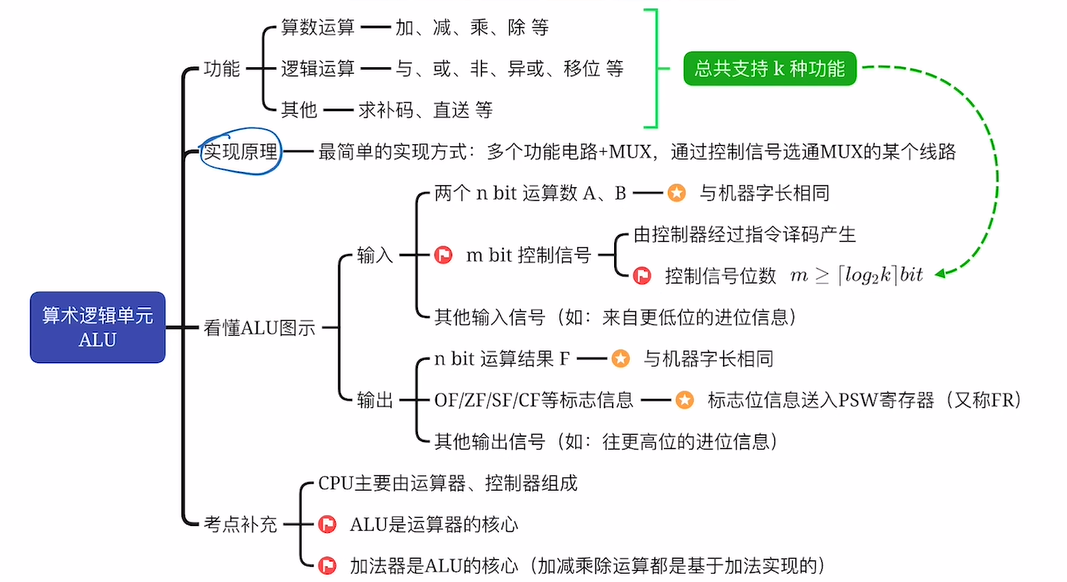 算术逻辑单元
ALU
功能
算数运算
加、减、乘、除 等
逻辑运算
与、或、非、异或、移位 等
其他
求补码、直送 等
总共支持 k 种功能
实现原理
最简单的实现方式：多个功能电路+MUX，通过控制信号选通MUX的某个线路
看懂ALU图示
输入
两个 n bit 运算数 A、B
与机器字长相同
m bit 控制信号
由控制器经过指令译码产生
控制信号位数 m ≥ ⌈log₂k⌉bit
其他输入信号（如：来自更低位的进位信息）
输出
n bit 运算结果 F
与机器字长相同
OF/ZF/SF/CF等标志信息
标志位信息送入PSW寄存器（又称FR）
其他输出信号（如：往更高位的进位信息）
考点补充
CPU主要由运算器、控制器组成
ALU是运算器的核心
加法器是ALU的核心（加减乘除运算都是基于加法实现的）